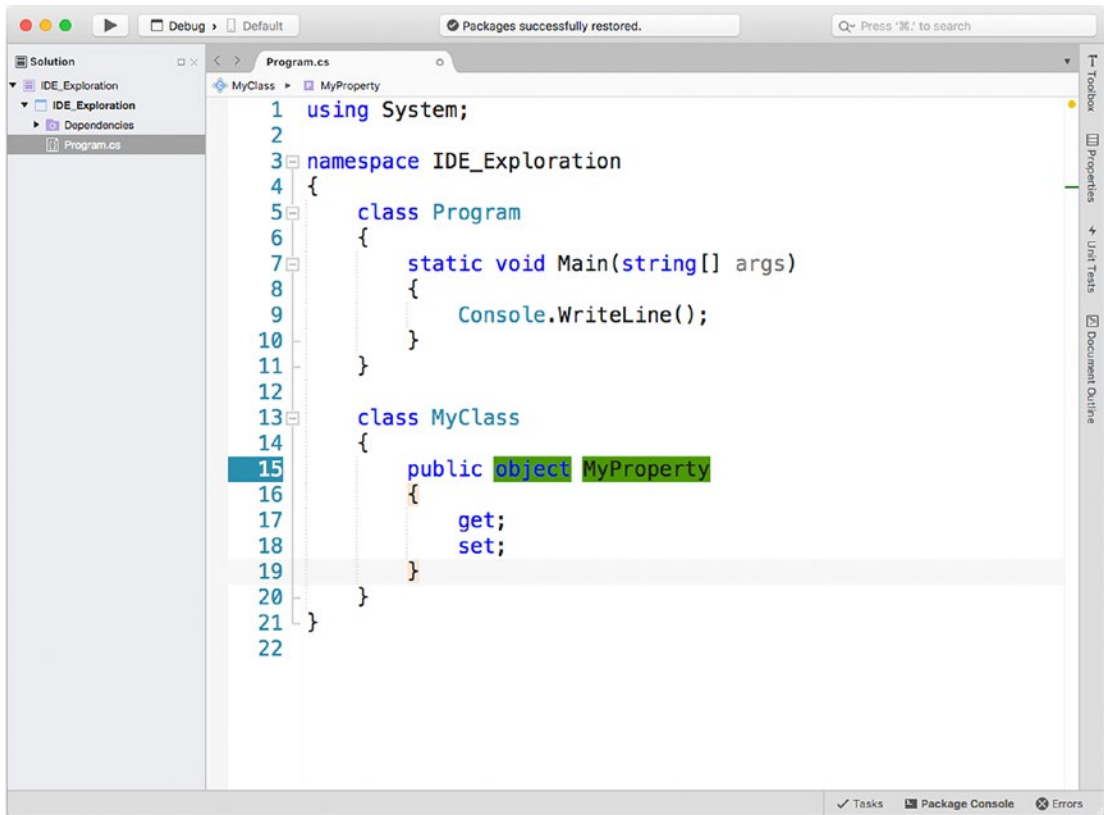 Debug › Default
Packages successfully restored.
Press '⌘.' to search
Solution
IDE_Exploration
IDE_Exploration
Dependencies
Program.cs
Program.cs
MyClass ▸ MyProperty
1 using System;
2
3 namespace IDE_Exploration
4 {
5 class Program
6 {
7 static void Main(string[] args)
8 {
9 Console.WriteLine();
10 }
11 }
12
13 class MyClass
14 {
15 public object MyProperty
16 {
17 get;
18 set;
19 }
20 }
21 }
22
Toolbox
Properties
Unit Tests
Document Outline
Tasks
Package Console
Errors